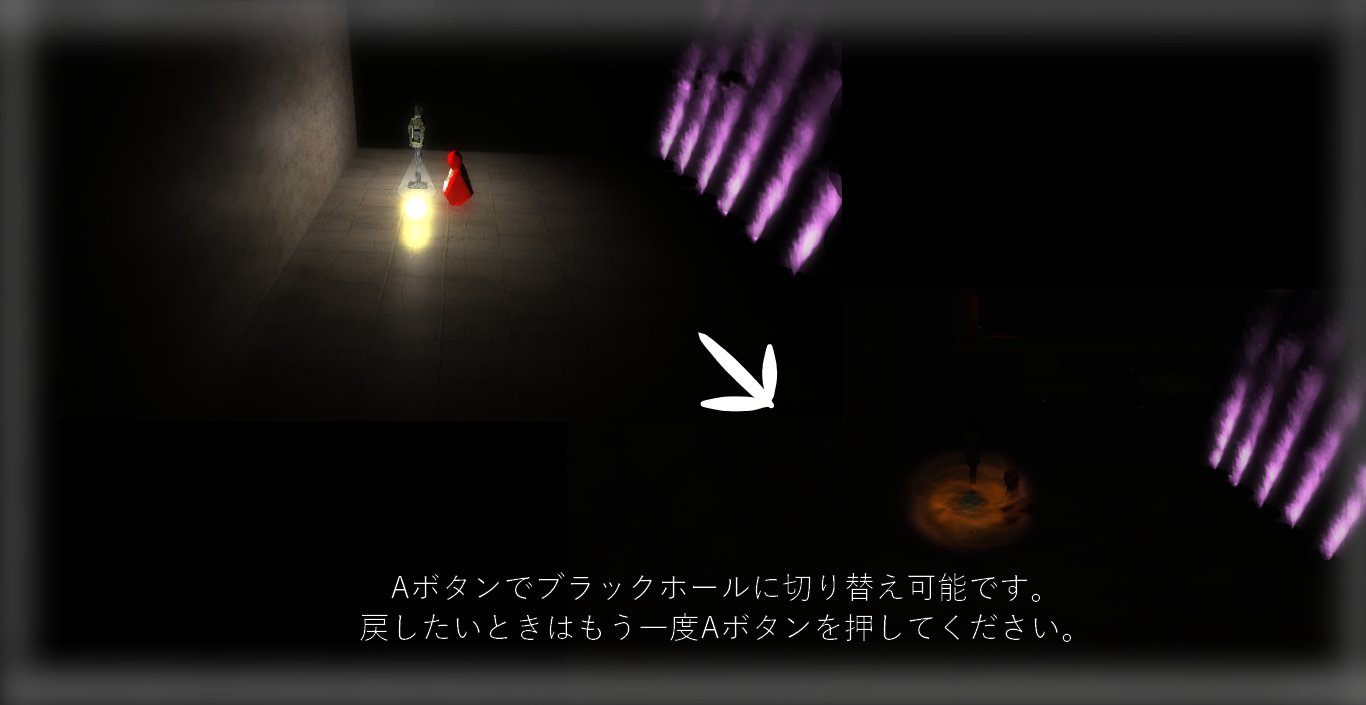 Aボタンでブラックホールに切り替え可能です。
戻したいときはもう一度Aボタンを押してください。